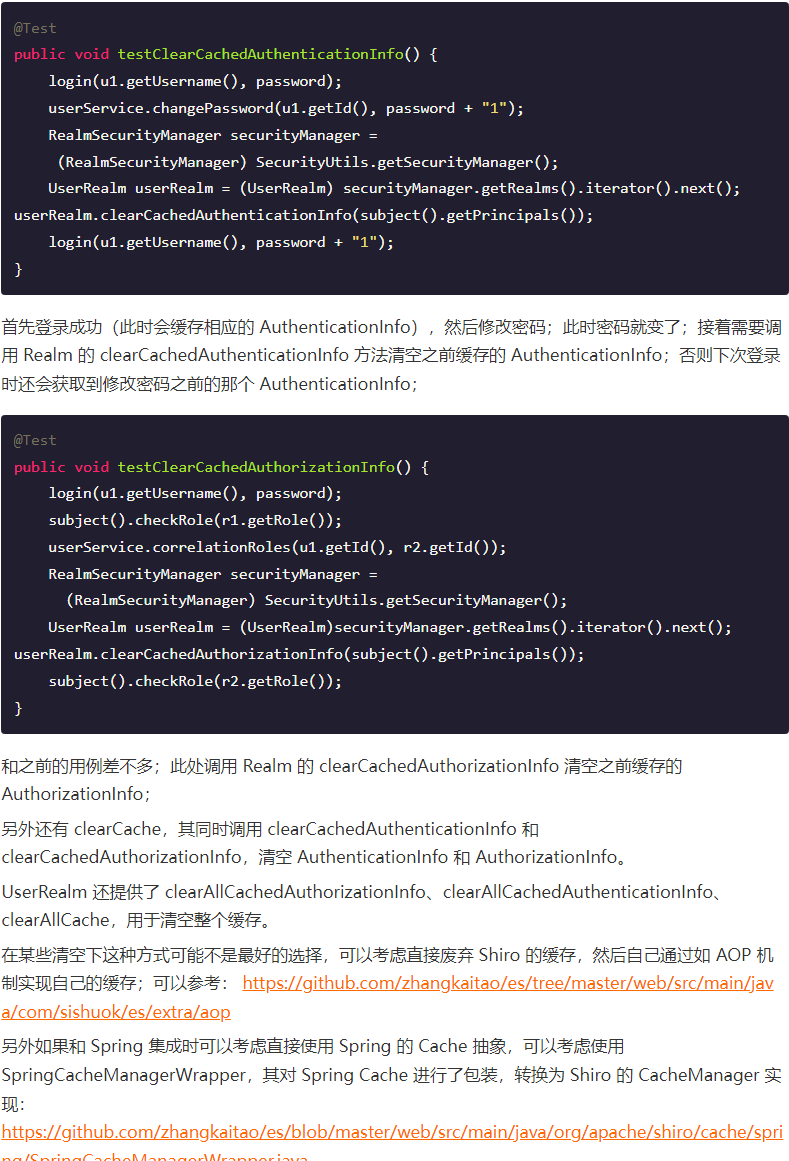 @Test
public void testClearCachedAuthenticationInfo() {
    login(u1.getUsername(), password);
    userService.changePassword(u1.getId(), password + "1");
    RealmSecurityManager securityManager =
     (RealmSecurityManager) SecurityUtils.getSecurityManager();
    UserRealm userRealm = (UserRealm) securityManager.getRealms().iterator().next();
userRealm.clearCachedAuthenticationInfo(subject().getPrincipals());
    login(u1.getUsername(), password + "1");
}
首先登录成功（此时会缓存相应的 AuthenticationInfo），然后修改密码；此时密码就变了；接着需要调
用 Realm 的 clearCachedAuthenticationInfo 方法清空之前缓存的 AuthenticationInfo；否则下次登录
时还会获取到修改密码之前的那个 AuthenticationInfo；
@Test
public void testClearCachedAuthorizationInfo() {
    login(u1.getUsername(), password);
    subject().checkRole(r1.getRole());
    userService.correlationRoles(u1.getId(), r2.getId());
    RealmSecurityManager securityManager =
      (RealmSecurityManager) SecurityUtils.getSecurityManager();
    UserRealm userRealm = (UserRealm)securityManager.getRealms().iterator().next();
userRealm.clearCachedAuthorizationInfo(subject().getPrincipals());
    subject().checkRole(r2.getRole());
}
和之前的用例差不多；此处调用 Realm 的 clearCachedAuthorizationInfo 清空之前缓存的
AuthorizationInfo；
另外还有 clearCache，其同时调用 clearCachedAuthenticationInfo 和
clearCachedAuthorizationInfo，清空 AuthenticationInfo 和 AuthorizationInfo。
UserRealm 还提供了 clearAllCachedAuthorizationInfo、clearAllCachedAuthenticationInfo、
clearAllCache，用于清空整个缓存。
在某些清空下这种方式可能不是最好的选择，可以考虑直接废弃 Shiro 的缓存，然后自己通过如 AOP 机
制实现自己的缓存；可以参考： https://github.com/zhangkaitao/es/tree/master/web/src/main/jav
a/com/sishuok/es/extra/aop
另外如果和 Spring 集成时可以考虑直接使用 Spring 的 Cache 抽象，可以考虑使用
SpringCacheManagerWrapper，其对 Spring Cache 进行了包装，转换为 Shiro 的 CacheManager 实
现：
https://github.com/zhangkaitao/es/blob/master/web/src/main/java/org/apache/shiro/cache/spri
ng/SpringCacheManagerWrapper.java